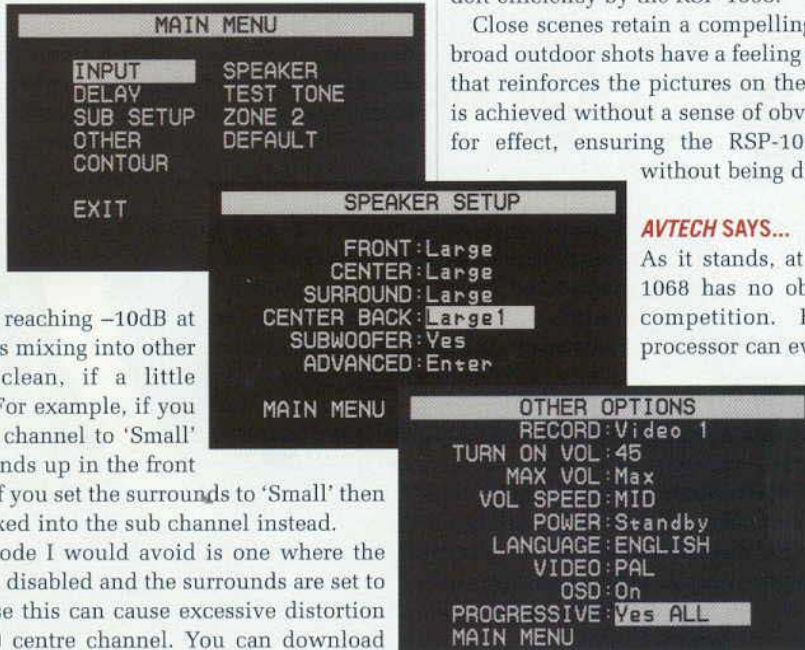 MAIN MENU
INPUT SPEAKER
DELAY TEST TONE
SUB SETUP ZONE 2
OTHER DEFAULT
CONTOUR
EXIT
SPEAKER SETUP
FRONT:Large
CENTER:Large
SURROUND:Large
CENTER BACK:Large1
SUBWOOFER:Yes
ADVANCED:Enter
MAIN MENU
OTHER OPTIONS
RECORD:Video 1
TURN ON VOL:45
MAX VOL:Max
VOL SPEED:MID
POWER:Standby
LANGUAGE:ENGLISH
VIDEO:PAL
OSD:On
PROGRESSIVE:Yes ALL
MAIN MENU
reaching –10dB at
s mixing into other
clean, if a little
For example, if you
channel to ‘Small’
nds up in the front
f you set the surrounds to ‘Small’ then
ked into the sub channel instead.
ode I would avoid is one where the
disabled and the surrounds are set to
se this can cause excessive distortion
centre channel. You can download
Close scenes retain a compelling
broad outdoor shots have a feeling
that reinforces the pictures on the
is achieved without a sense of obv
for effect, ensuring the RSP-10
without being d
AVTECH SAYS...
As it stands, at
1068 has no ob
competition.
processor can ev